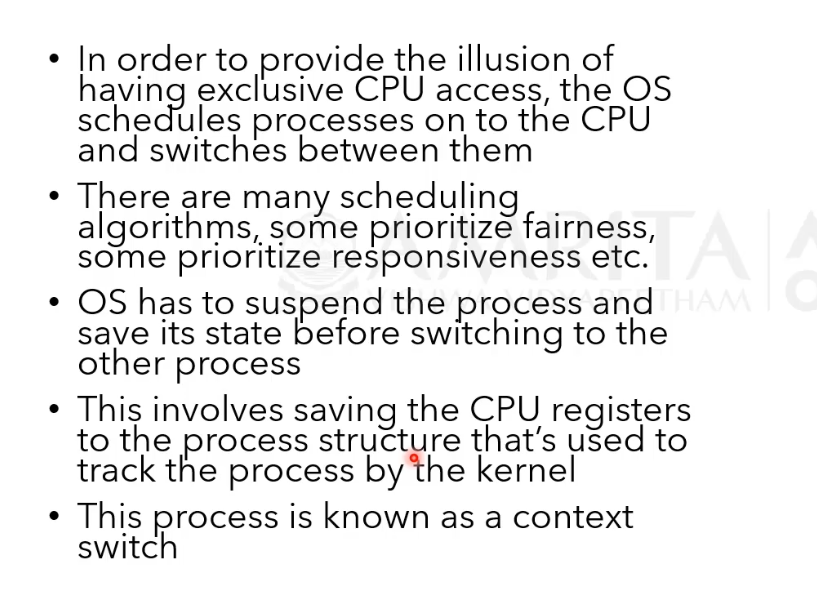 • In order to provide the illusion of
having exclusive CPU access, the OS
schedules processes on to the CPU
and switches between them
• There are many scheduling
algorithms, some prioritize fairness,
some prioritize responsiveness etc.
• OS has to suspend the process and
save its state before switching to the
other process
• This involves saving the CPU registers
to the process structure that's used to
track the process by the kernel
• This process is known as a context
switch
AMRITA
VISHWA VIDYAPEETHAM